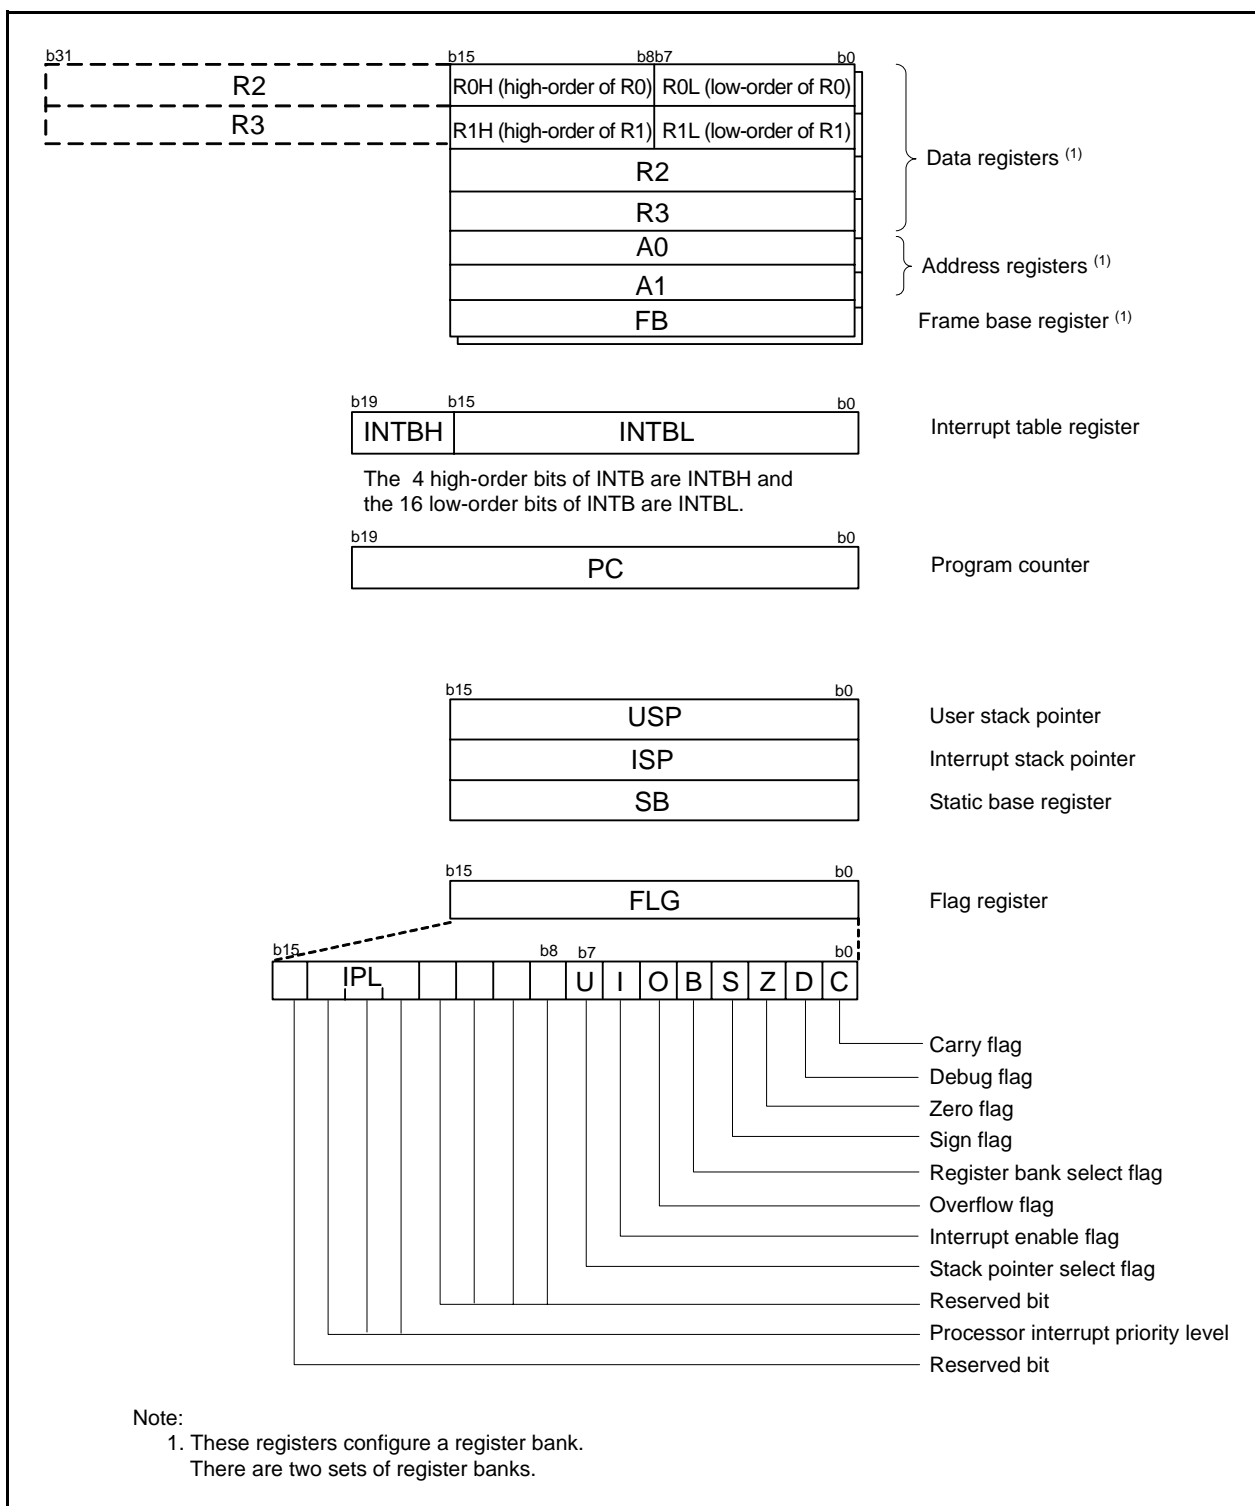 b31 b15 b8b7 b0
R2 R0H (high-order of R0) R0L (low-order of R0)
R3 R1H (high-order of R1) R1L (low-order of R1)
R2
R3
Data registers (1)
A0
A1
Address registers (1)
FB
Frame base register (1)
b19 b15 b0
INTBH INTBL Interrupt table register
The 4 high-order bits of INTB are INTBH and
the 16 low-order bits of INTB are INTBL.
b19 b0
PC Program counter
b15 b0
USP User stack pointer
ISP Interrupt stack pointer
SB Static base register
b15 b0
FLG Flag register
b15 b8 b7 b0
IPL U I O B S Z D C
Carry flag
Debug flag
Zero flag
Sign flag
Register bank select flag
Overflow flag
Interrupt enable flag
Stack pointer select flag
Reserved bit
Processor interrupt priority level
Reserved bit
Note:
1. These registers configure a register bank.
There are two sets of register banks.